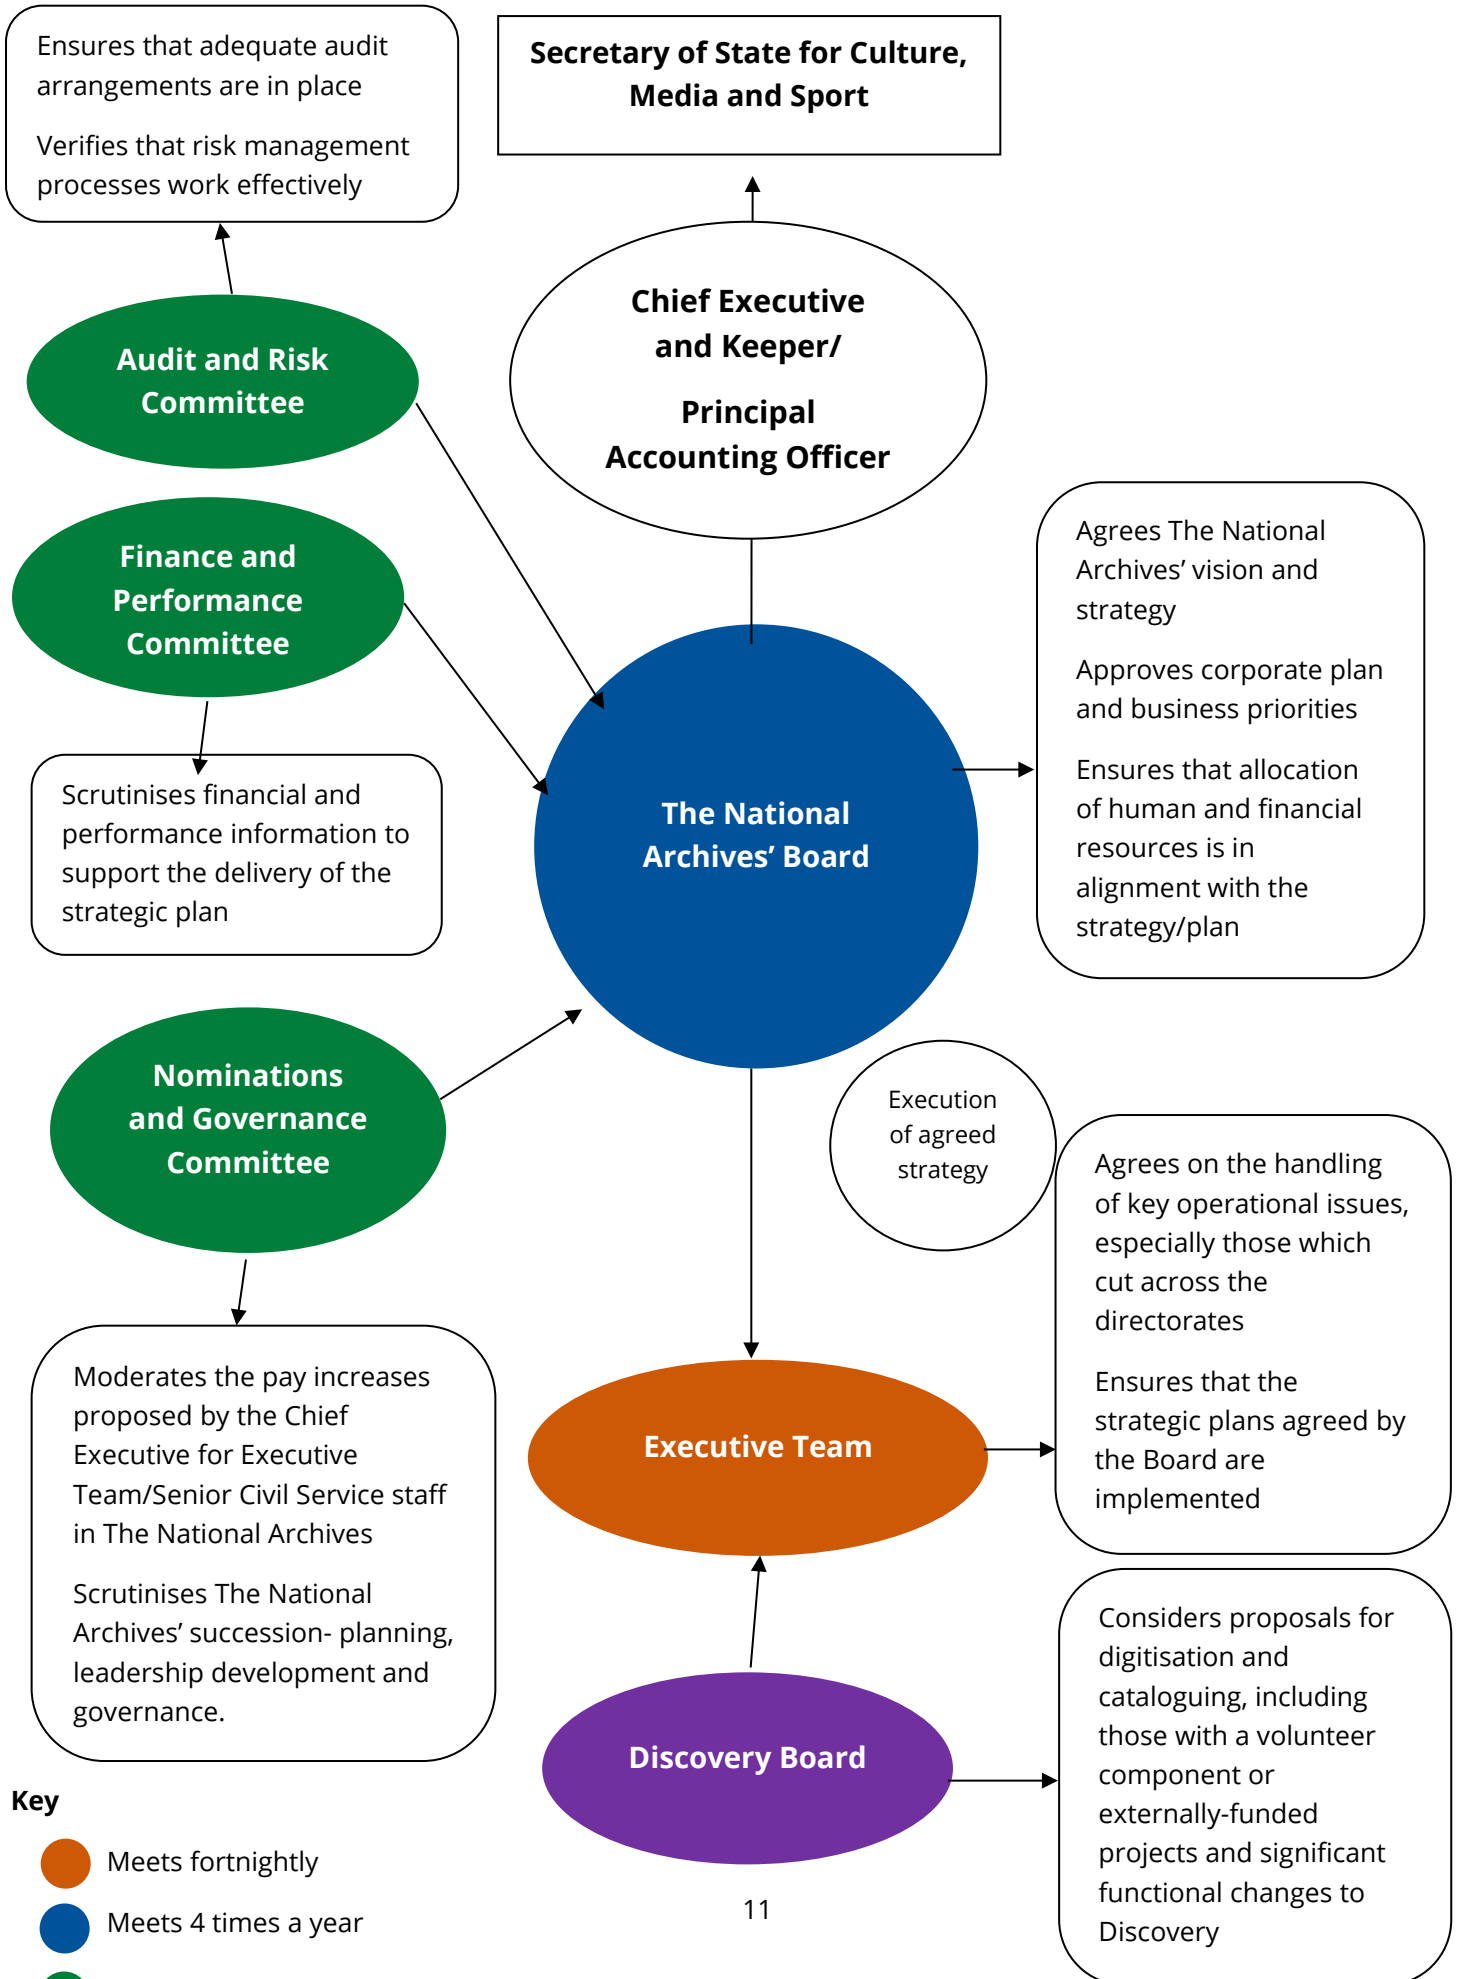 Ensures that adequate audit
arrangements are in place
Verifies that risk management
processes work effectively
Secretary of State for Culture,
Media and Sport
Chief Executive
and Keeper/
Principal
Accounting Officer
Audit and Risk
Committee
Finance and
Performance
Committee
Agrees The National
Archives’ vision and
strategy
Approves corporate plan
and business priorities
Ensures that allocation
of human and financial
resources is in
alignment with the
strategy/plan
Scrutinises financial and
performance information to
support the delivery of the
strategic plan
The National
Archives’ Board
Nominations
and Governance
Committee
Execution
of agreed
strategy
Agrees on the handling
of key operational issues,
especially those which
cut across the
directorates
Ensures that the
strategic plans agreed by
the Board are
implemented
Moderates the pay increases
proposed by the Chief
Executive for Executive
Team/Senior Civil Service staff
in The National Archives
Scrutinises The National
Archives’ succession- planning,
leadership development and
governance.
Executive Team
Discovery Board
Considers proposals for
digitisation and
cataloguing, including
those with a volunteer
component or
externally-funded
projects and significant
functional changes to
Discovery
Key
Meets fortnightly
Meets 4 times a year
11